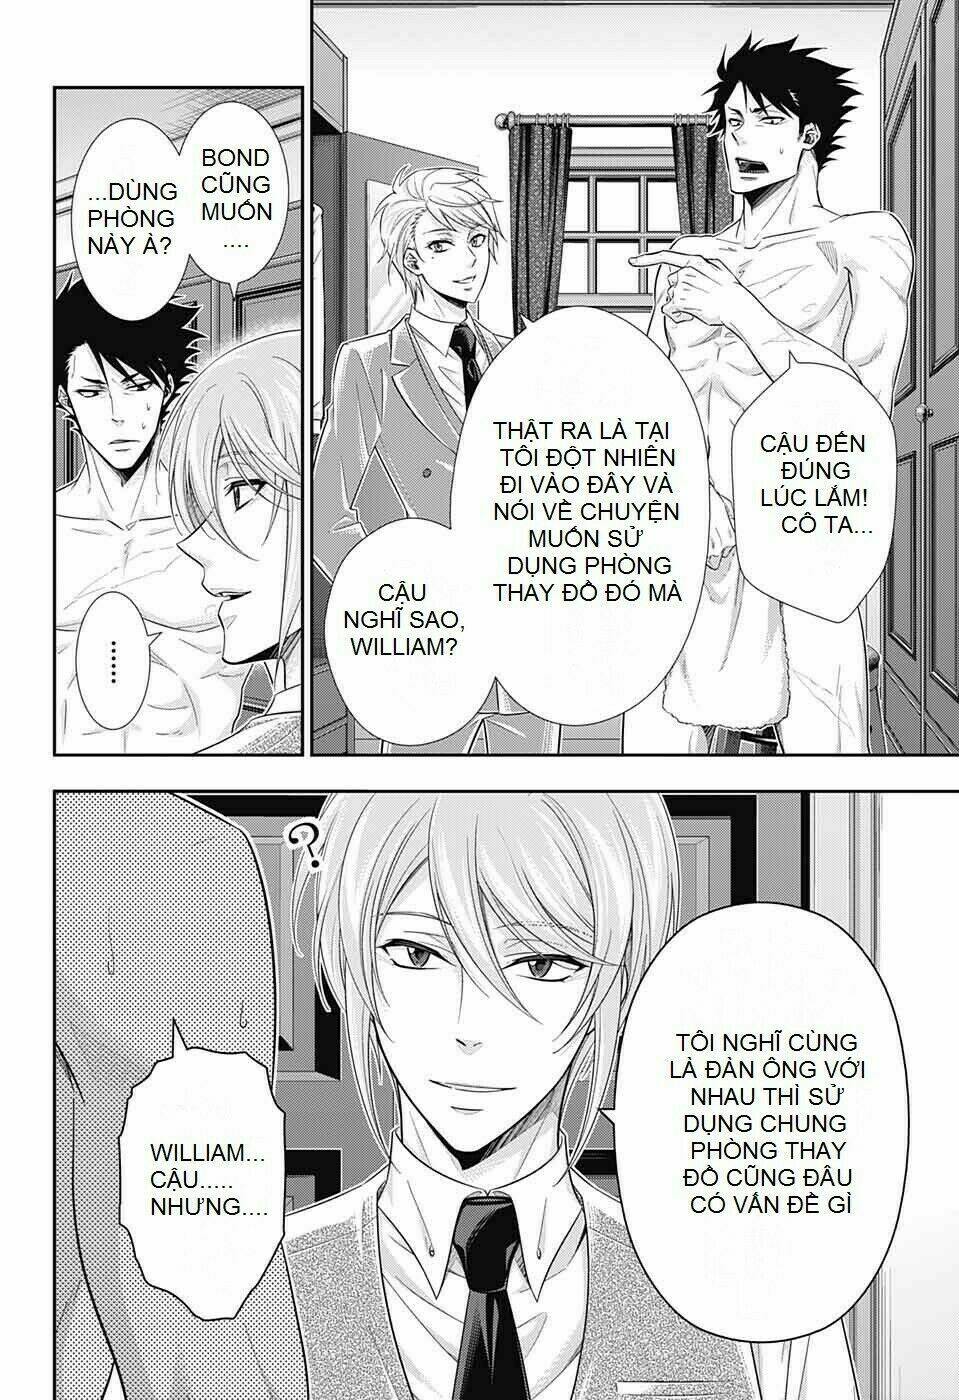 CẬU ĐẾN
ĐÚNG
LÚC LẮM!
CÔ TA...
THẬT RA LÀ TẠI
TÔI ĐỘT NHIÊN
ĐI VÀO ĐÂY VÀ
NÓI VỀ CHUYỆN
MUỐN SỬ
DỤNG PHÒNG
THAY ĐỒ ĐÓ MÀ
CẬU
NGHĨ SAO,
WILLIAM?
BOND
CŨNG
MUỐN
....
...DÙNG
PHÒNG
NÀY À?
......
?
TÔI NGHĨ CÙNG
LÀ ĐÀN ÔNG VỚI
NHAU THÌ SỬ
DỤNG CHUNG
PHÒNG THAY
ĐỒ CŨNG ĐÂU
CÓ VẤN ĐỀ GÌ
WILLIAM...
CẬU.....
NHƯNG....